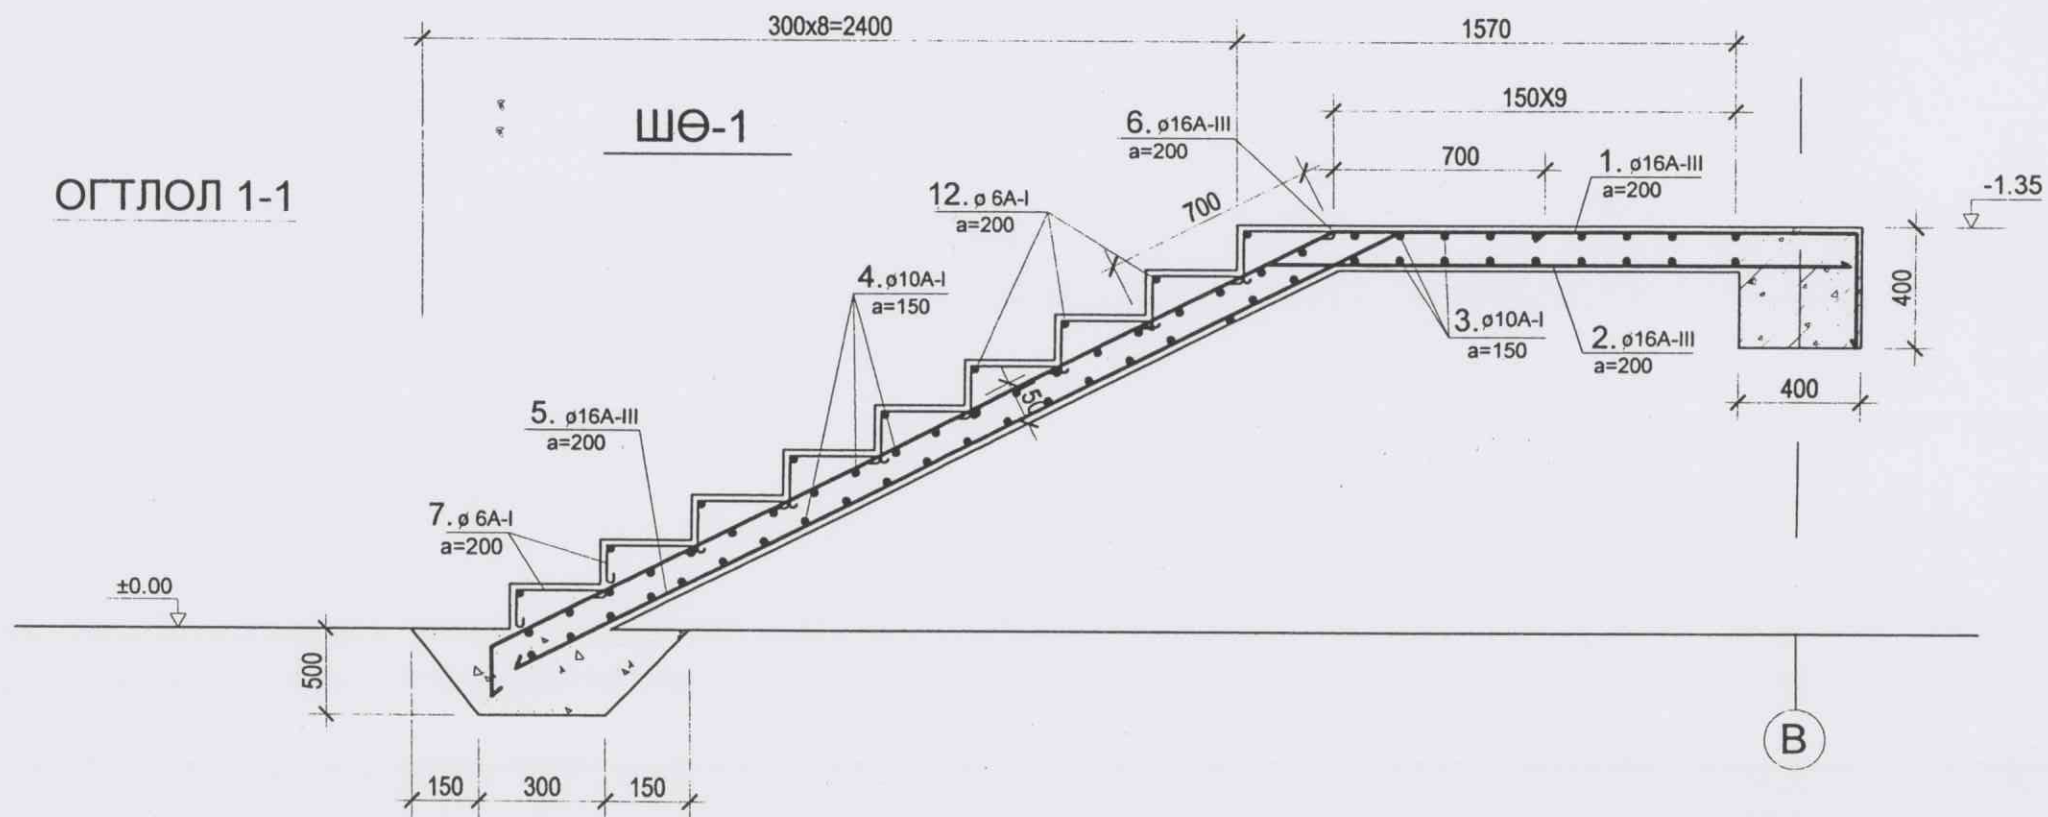 300x8=2400
1570
150X9
ШӨ-1
6. ø16A-III
a=200
700
1. ø16A-III
a=200
ОГТЛОЛ 1-1
-1.35
12. ø 6A-I
a=200
700
4. ø10A-I
a=150
400
3. ø10A-I
a=150
2. ø16A-III
a=200
400
5. ø16A-III
a=200
50
7. ø 6A-I
a=200
±0.00
500
B
150
300
150